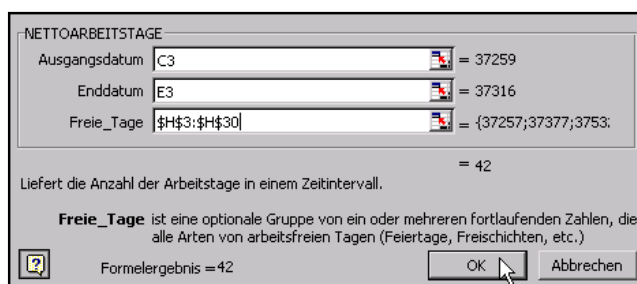 NETTOARBEITSTAGE
Ausgangsdatum C3 = 37259
Enddatum E3 = 37316
Freie_Tage $H$3:$H$30 = {37257;37377;3753
= 42
Liefert die Anzahl der Arbeitstage in einem Zeitintervall.
Freie_Tage ist eine optionale Gruppe von ein oder mehreren fortlaufenden Zahlen, die
alle Arten von arbeitsfreien Tagen (Feiertage, Freischichten, etc.)
? Formelergebnis =42 OK Abbrechen